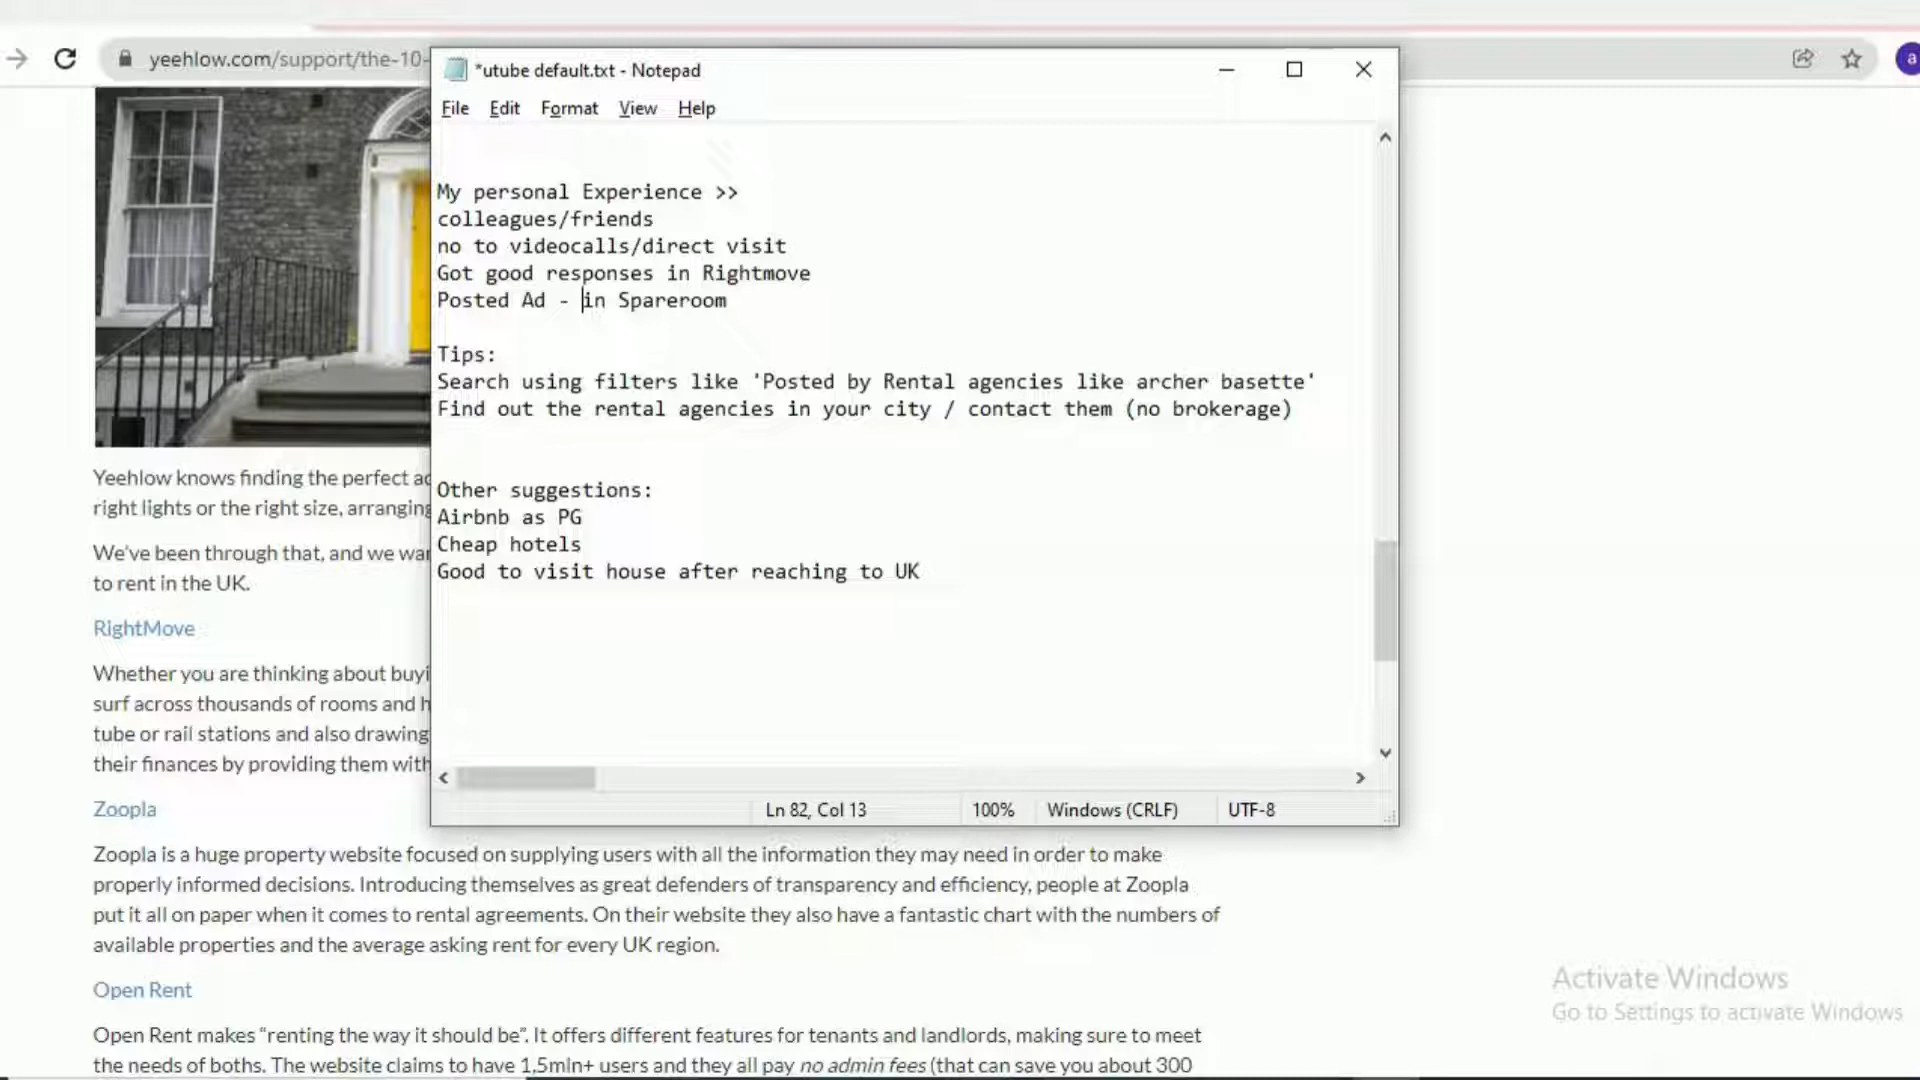 yeehlow.com/support/the-10-
a
*utube default.txt - Notepad
File Edit Format View Help
My personal Experience >>
colleagues/friends
no to videocalls/direct visit
Got good responses in Rightmove
Posted Ad - in Spareroom
Tips:
Search using filters like 'Posted by Rental agencies like archer basette'
Find out the rental agencies in your city / contact them (no brokerage)
Other suggestions:
Airbnb as PG
Cheap hotels
Good to visit house after reaching to UK
Ln 82, Col 13
100%
Windows (CRLF)
UTF-8
Yeehlow knows finding the perfect
right lights or the right size, arranging
We've been through that, and we
to rent in the UK.
RightMove
Whether you are thinking about
surf across thousands of rooms and
tube or rail stations and also drawing
their finances by providing them with
Zoopla
Zoopla is a huge property website focused on supplying users with all the information they may need in order to make
properly informed decisions. Introducing themselves as great defenders of transparency and efficiency, people at Zoopla
put it all on paper when it comes to rental agreements. On their website they also have a fantastic chart with the numbers of
available properties and the average asking rent for every UK region.
Open Rent
Open Rent makes “renting the way it should be”. It offers different features for tenants and landlords, making sure to meet
the needs of boths. The website claims to have 1,5mln+ users and they all pay no admin fees (that can save you about 300
Activate Windows
Go to Settings to activate Windows